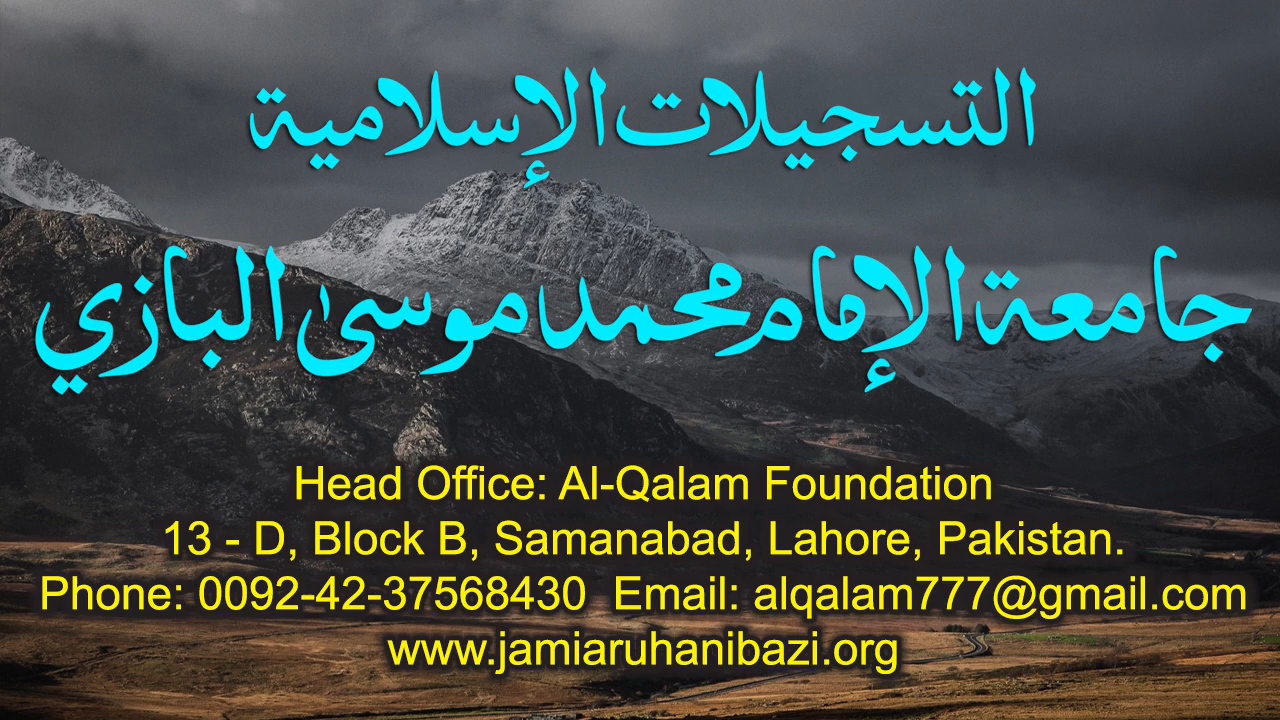 التسجيلات الإسلامية
جامعة الإمام محمد موسىٰ البازي
Head Office: Al-Qalam Foundation
13 - D, Block B, Samanabad, Lahore, Pakistan.
Phone: 0092-42-37568430  Email: alqalam777@gmail.com
www.jamiaruhanibazi.org